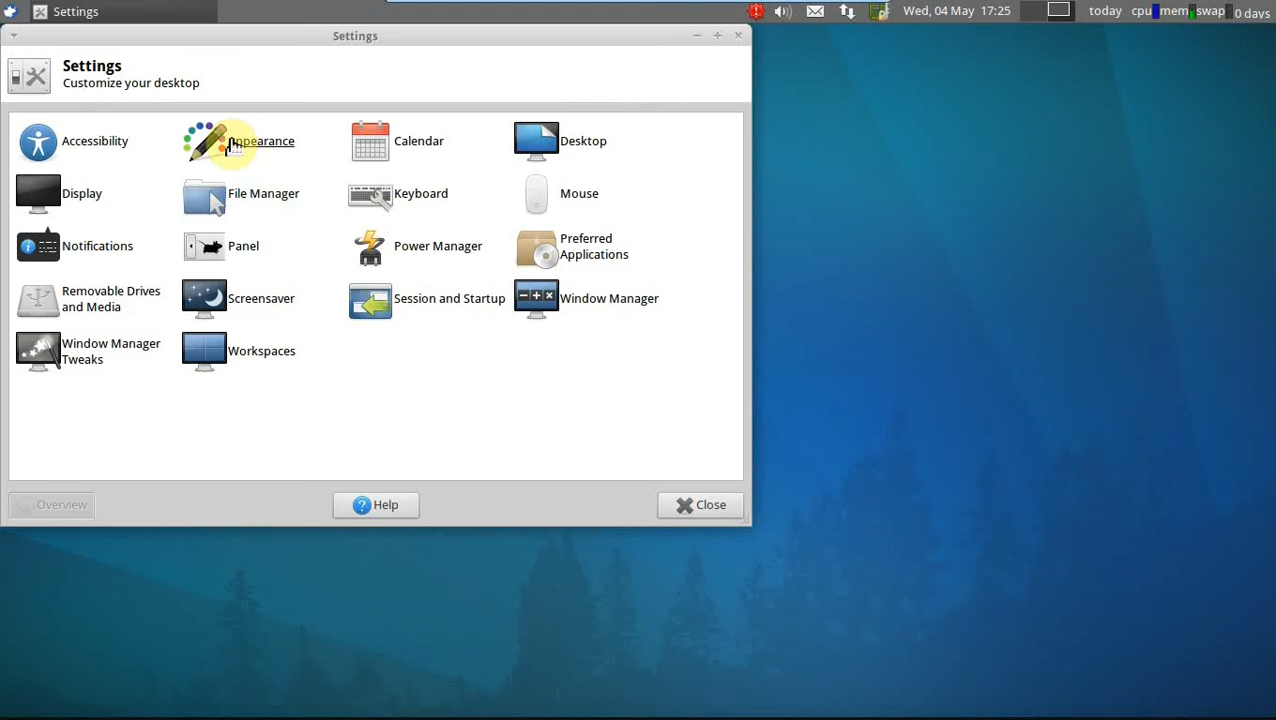 Settings
Wed, 04 May 17:25
today
cpu
mem
swap
0 days
Settings
Settings
Customize your desktop
Accessibility
Appearance
Calendar
Desktop
Display
File Manager
Keyboard
Mouse
Notifications
Panel
Power Manager
Preferred
Applications
Removable Drives
and Media
Screensaver
Session and Startup
Window Manager
Window Manager
Tweaks
Workspaces
Overview
Help
Close